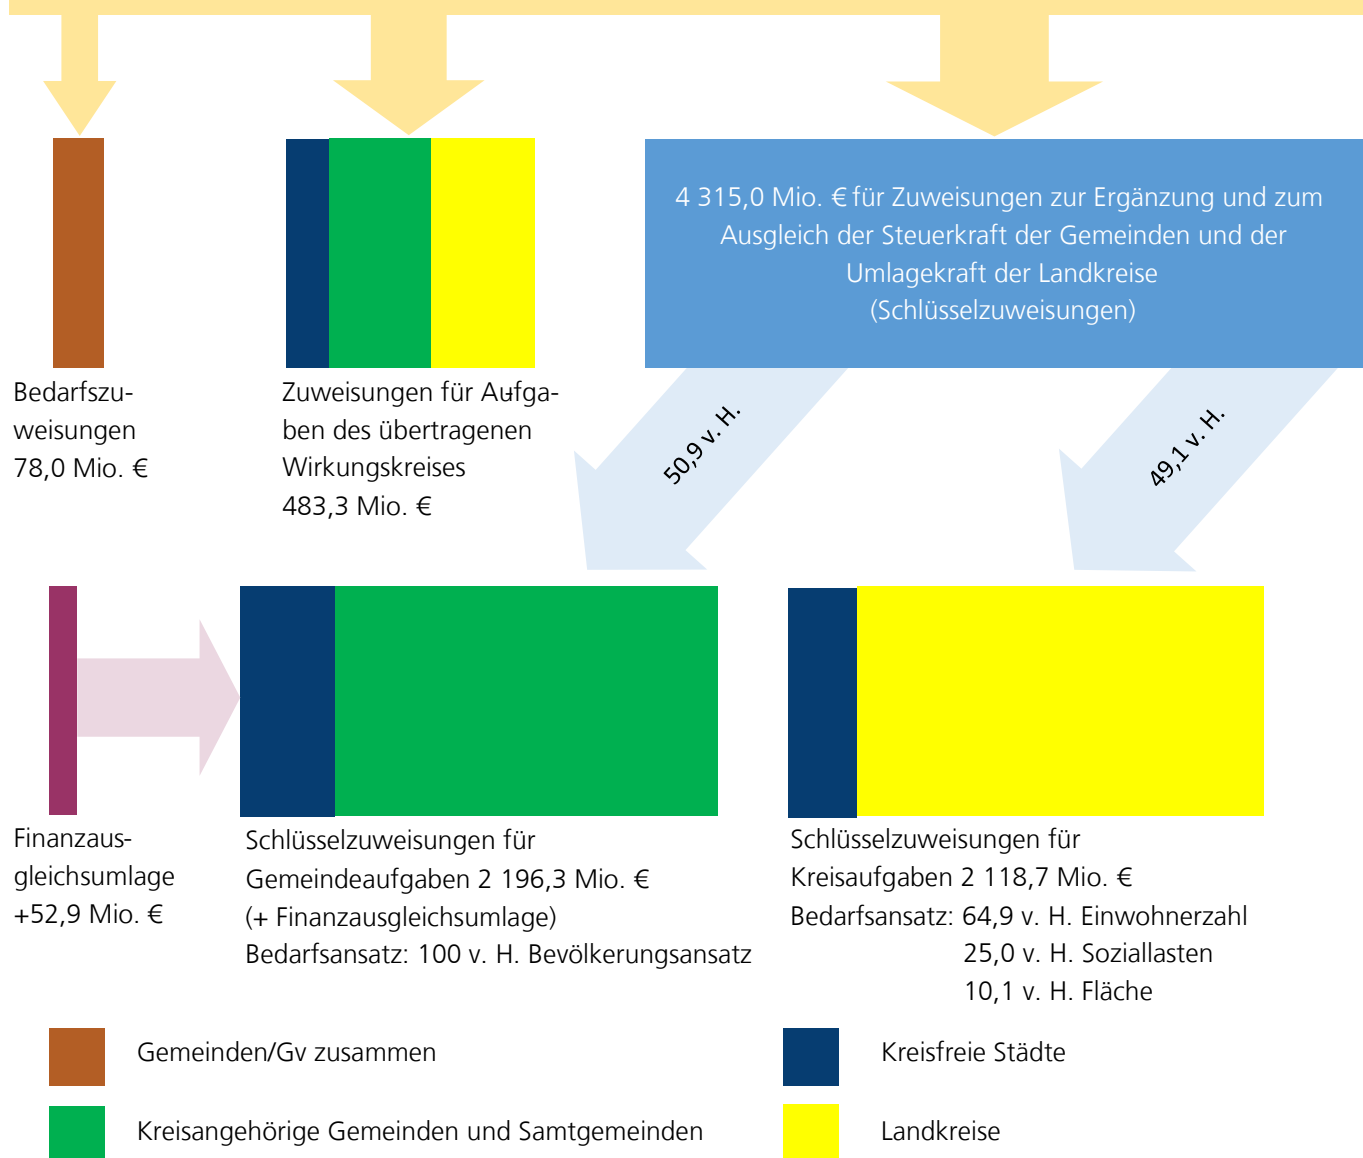 4 315,0 Mio. € für Zuweisungen zur Ergänzung und zum
Ausgleich der Steuerkraft der Gemeinden und der
Umlagekraft der Landkreise
(Schlüsselzuweisungen)
Bedarfszu-
weisungen
78,0 Mio. €
Zuweisungen für Aufga-
ben des übertragenen
Wirkungskreises
483,3 Mio. €
50,9 v. H.
49,1 v. H.
Finanzaus-
gleichsumlage
+52,9 Mio. €
Schlüsselzuweisungen für
Gemeindeaufgaben 2 196,3 Mio. €
(+ Finanzausgleichsumlage)
Bedarfsansatz: 100 v. H. Bevölkerungsansatz
Schlüsselzuweisungen für
Kreisaufgaben 2 118,7 Mio. €
Bedarfsansatz: 64,9 v. H. Einwohnerzahl
25,0 v. H. Soziallasten
10,1 v. H. Fläche
Gemeinden/Gv zusammen
Kreisfreie Städte
Kreisangehörige Gemeinden und Samtgemeinden
Landkreise